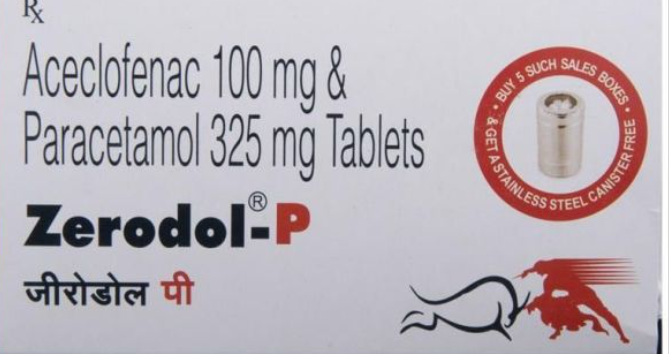 Rx
Aceclofenac 100 mg &
Paracetamol 325 mg Tablets
Zerodol®-P
जीरोडोल पी
• BUY 5 SUCH SALES BOXES •
& GET A STAINLESS STEEL CANISTER FREE